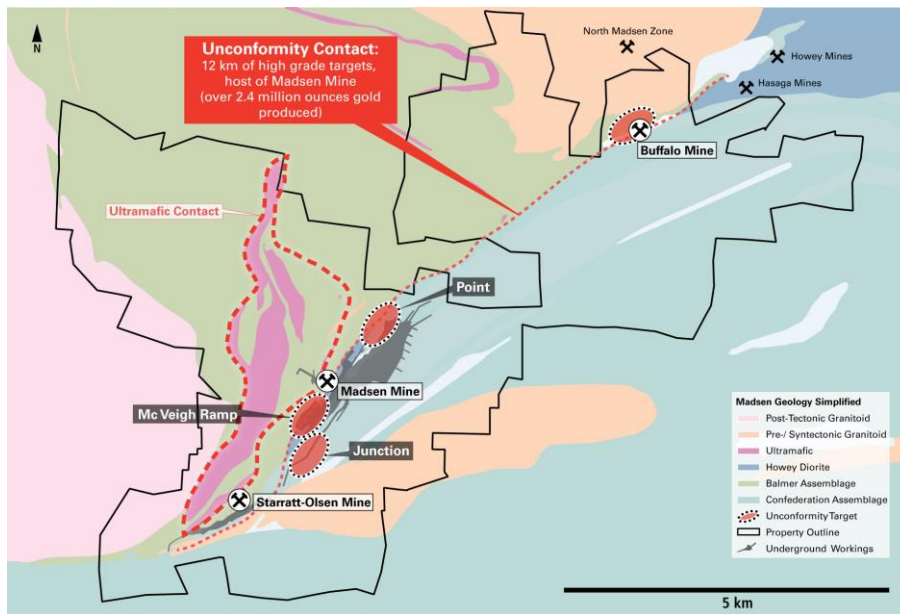 N
Unconformity Contact:
12 km of high grade targets,
host of Madsen Mine
(over 2.4 million ounces gold
produced)
North Madsen Zone
Howey Mines
Hasaga Mines
Buffalo Mine
Ultramafic Contact
Point
Madsen Mine
Mc Veigh Ramp
Junction
Starratt-Olsen Mine
Madsen Geology Simplified
Post-Tectonic Granitoid
Pre-/ Syntectonic Granitoid
Ultramafic
Howey Diorite
Balmer Assemblage
Confederation Assemblage
Unconformity Target
Property Outline
Underground Workings
5 km